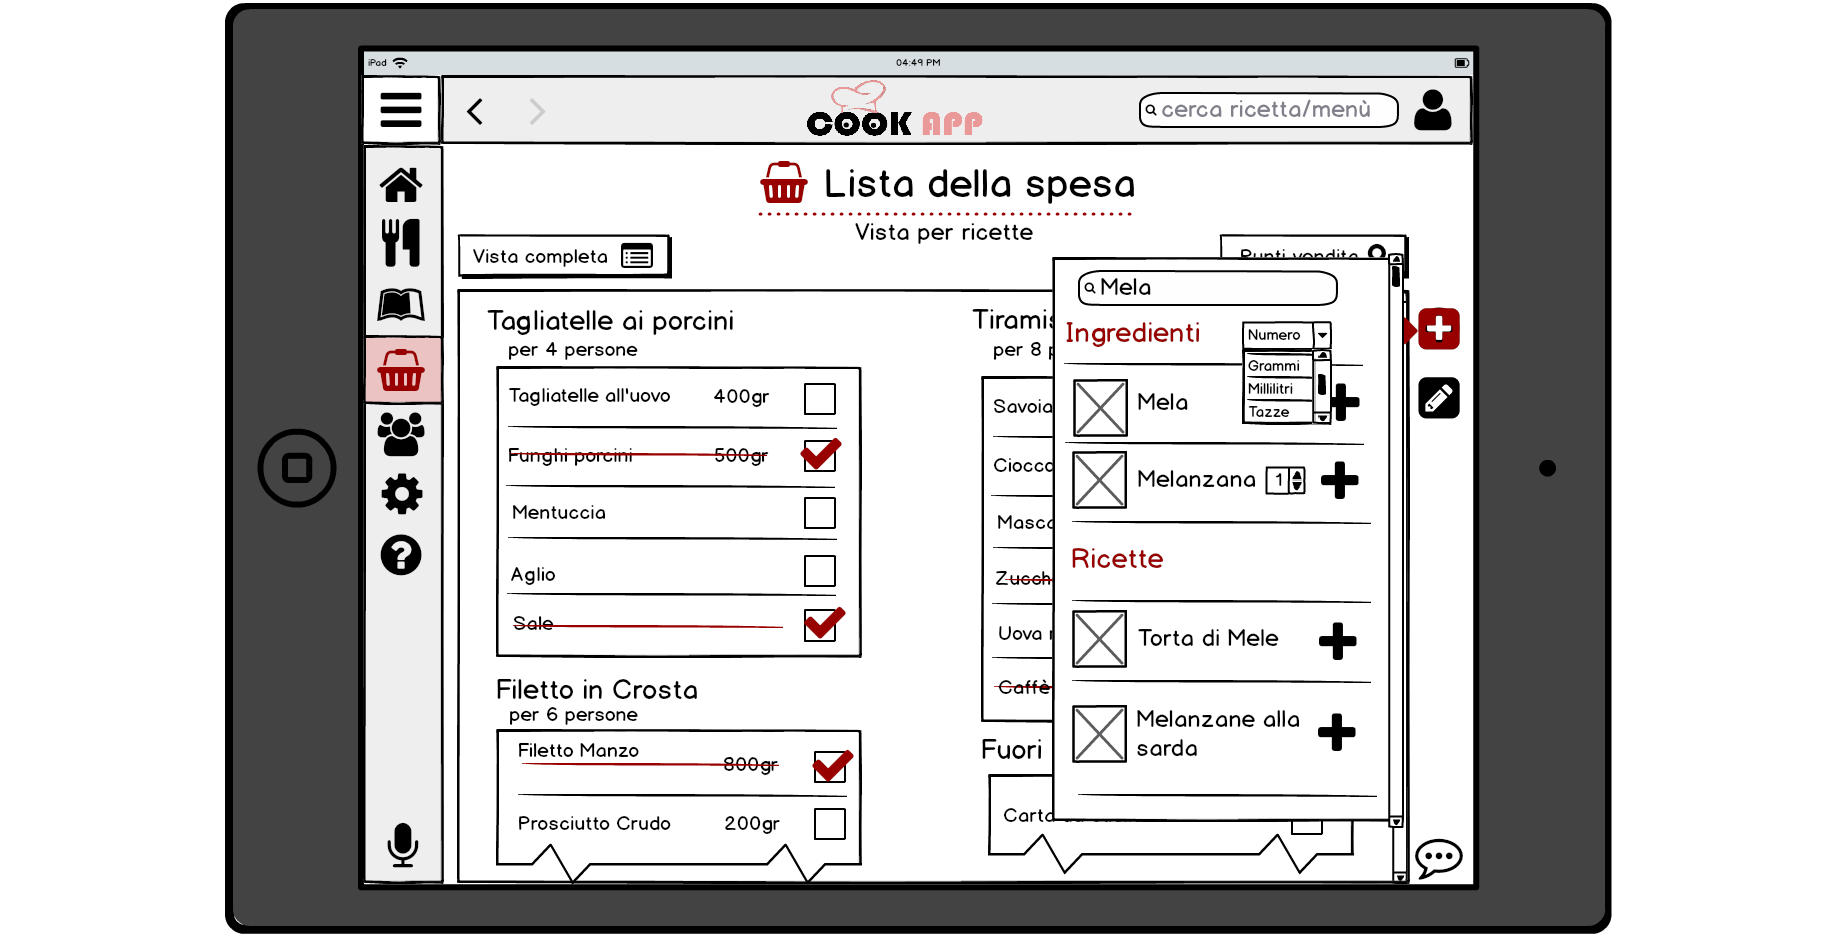 iPad
04:49 PM
COOK APP
cerca ricetta/menù
Lista della spesa
Vista per ricette
Vista completa
Punti vendita
Tagliatelle ai porcini
per 4 persone
Tagliatelle all'uovo 400gr
Funghi porcini 500gr
Mentuccia
Aglio
Sale
Filetto in Crosta
per 6 persone
Filetto Manzo
800gr
Prosciutto Crudo 200gr
Tiramis
per 8 p
Savoia
Ciocco
Masca
Zucch
Uova
Caffè
Fuori
Carta
Mela
Ingredienti
Numero
Grammi
Millilitri
Tazze
Mela
Melanzana 1
Ricette
Torta di Mele
Melanzane alla
sarda